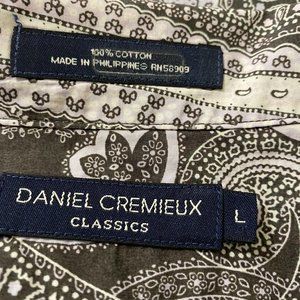 100% COTTON
MADE IN PHILIPPINES RN58909
DANIEL CREMIEUX
CLASSICS
L